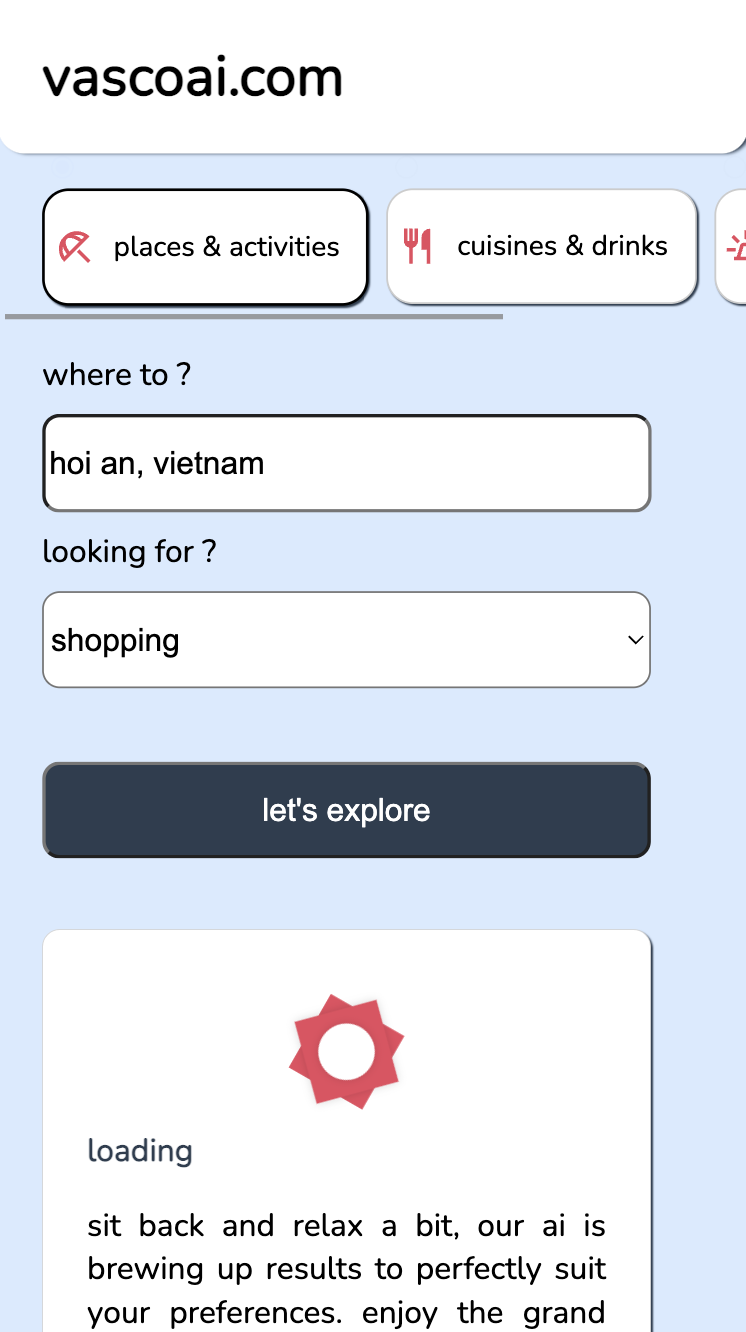 vascoai.com
places & activities
cuisines & drinks
where to ?
hoi an, vietnam
looking for ?
shopping
let's explore
loading
sit back and relax a bit, our ai is
brewing up results to perfectly suit
your preferences. enjoy the grand